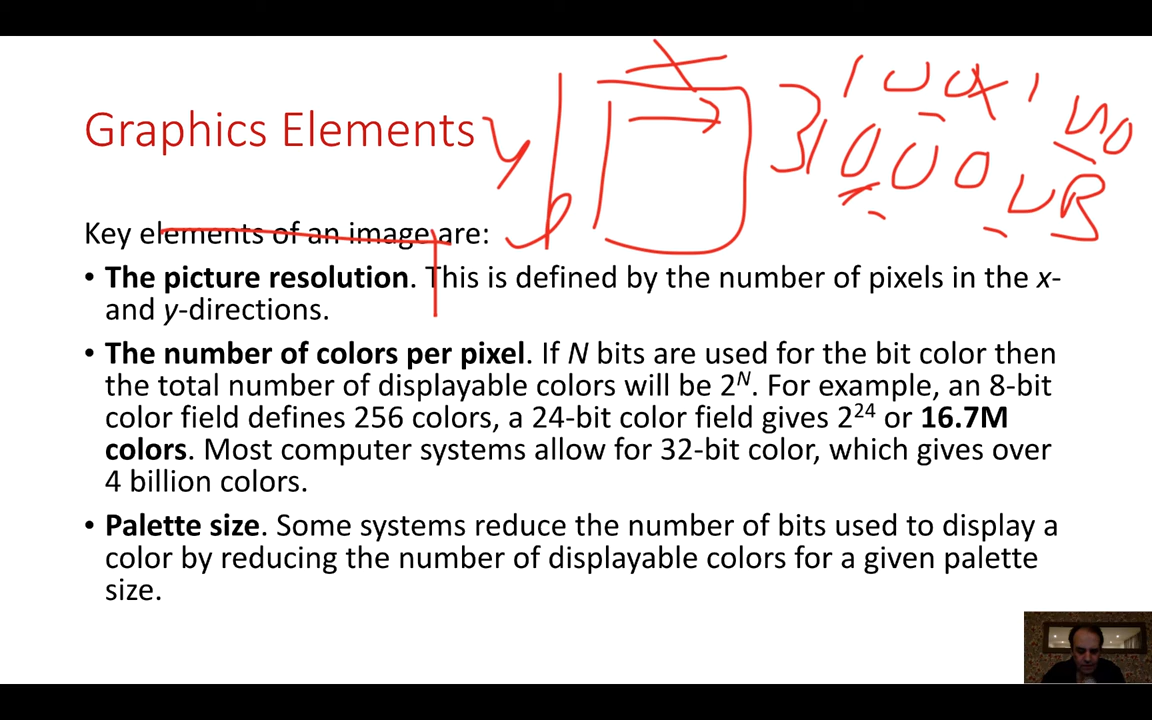 Graphics Elements
y
x
100x1
Key elements of an image are:
• The picture resolution. This is defined by the number of pixels in the x-
and y-directions.
• The number of colors per pixel. If N bits are used for the bit color then
the total number of displayable colors will be 2^N. For example, an 8-bit
color field defines 256 colors, a 24-bit color field gives 2^24 or 16.7M
colors. Most computer systems allow for 32-bit color, which gives over
4 billion colors.
• Palette size. Some systems reduce the number of bits used to display a
color by reducing the number of displayable colors for a given palette
size.